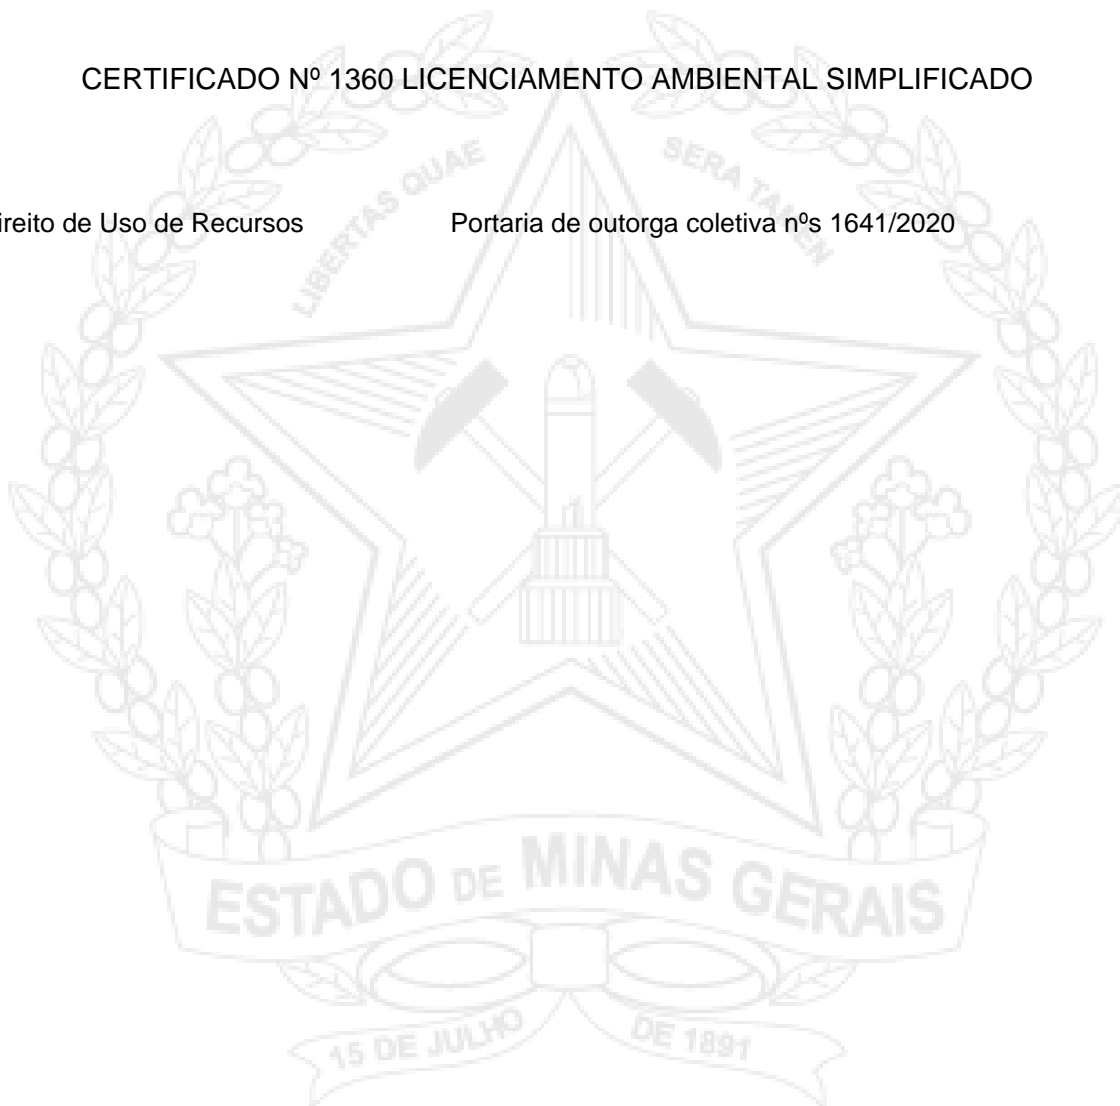 CERTIFICADO Nº 1360 LICENCIAMENTO AMBIENTAL SIMPLIFICADO
LIBERTAS QUAE SERA TAMEN
ireito de Uso de Recursos Portaria de outorga coletiva nºs 1641/2020
ESTADO DE MINAS GERAIS
15 DE JULHO DE 1891